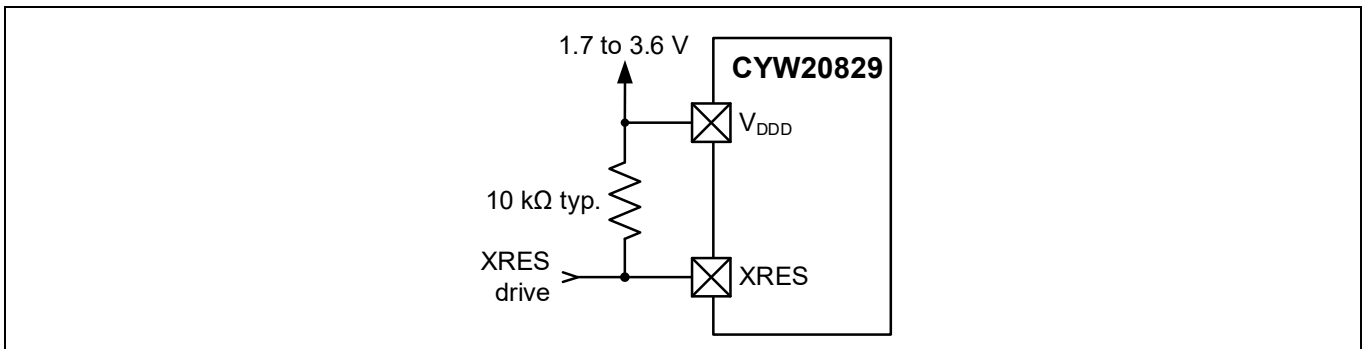 1.7 to 3.6 V
CYW20829
VDDD
10 kΩ typ.
XRES
drive
XRES